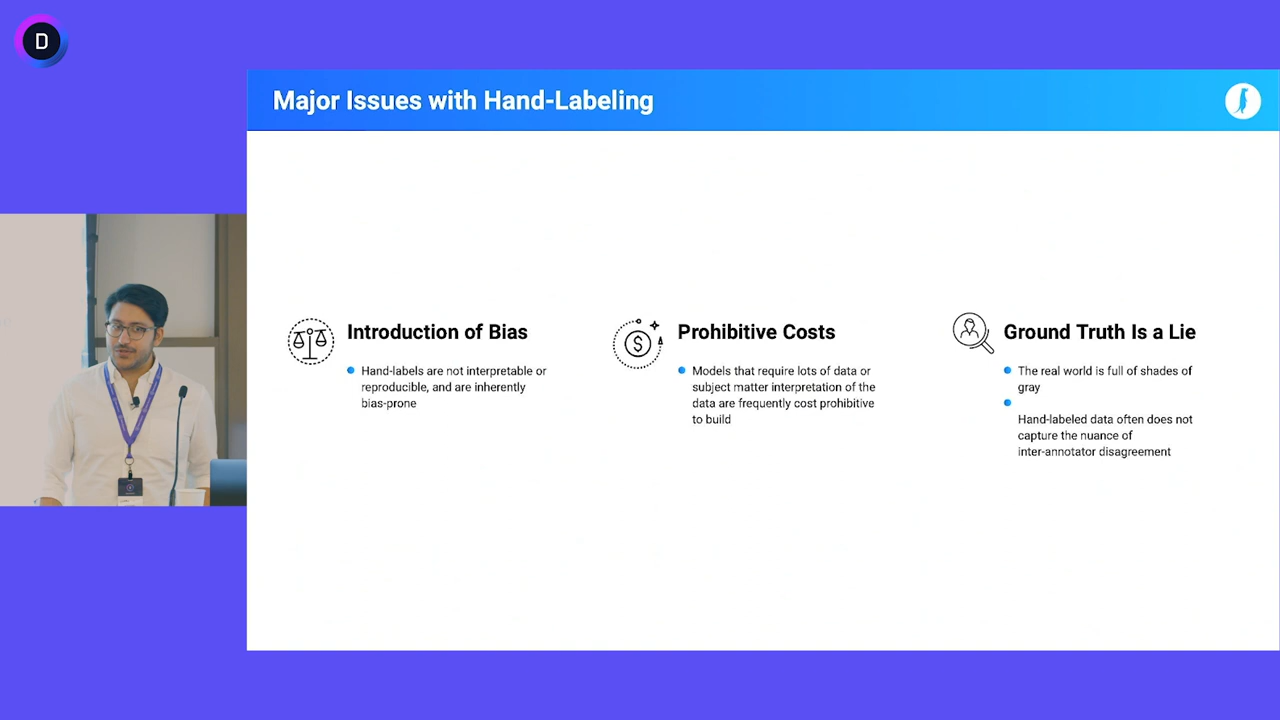 D
Major Issues with Hand-Labeling
Introduction of Bias
Hand-labels are not interpretable or
reproducible, and are inherently
bias-prone
$
Prohibitive Costs
Models that require lots of data or
subject matter interpretation of the
data are frequently cost prohibitive
to build
Ground Truth Is a Lie
The real world is full of shades of
gray
Hand-labeled data often does not
capture the nuance of
inter-annotator disagreement